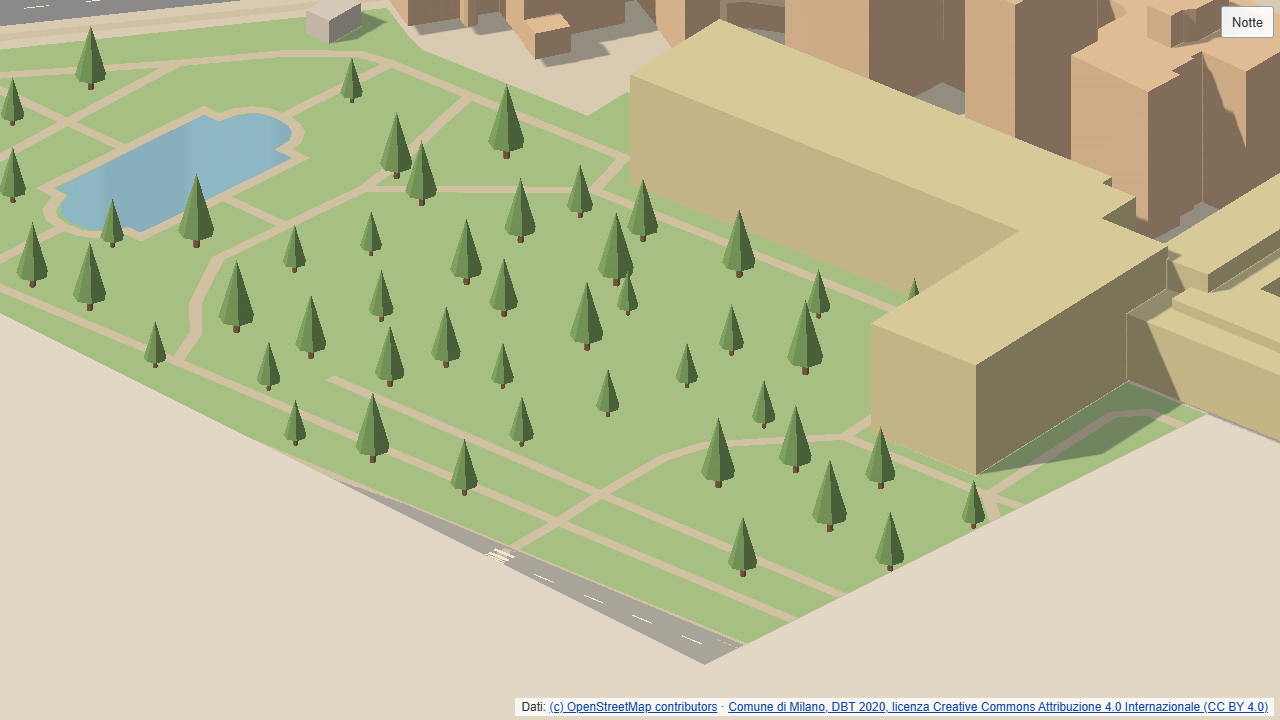 Notte
Dati: (c) OpenStreetMap contributors · Comune di Milano, DBT 2020, licenza Creative Commons Attribuzione 4.0 Internazionale (CC BY 4.0)